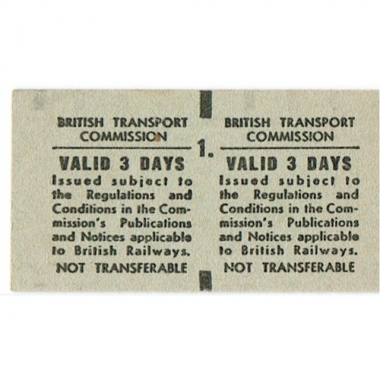 BRITISH TRANSPORT
COMMISSION
VALID 3 DAYS
Issued subject to
the Regulations and
Conditions in the Com-
mission's Publications
and Notices applicable
to British Railways.
NOT TRANSFERABLE
1.
BRITISH TRANSPORT
COMMISSION
VALID 3 DAYS
Issued subject to
the Regulations and
Conditions in the Com-
mission's Publications
and Notices applicable
to British Railways.
NOT TRANSFERABLE